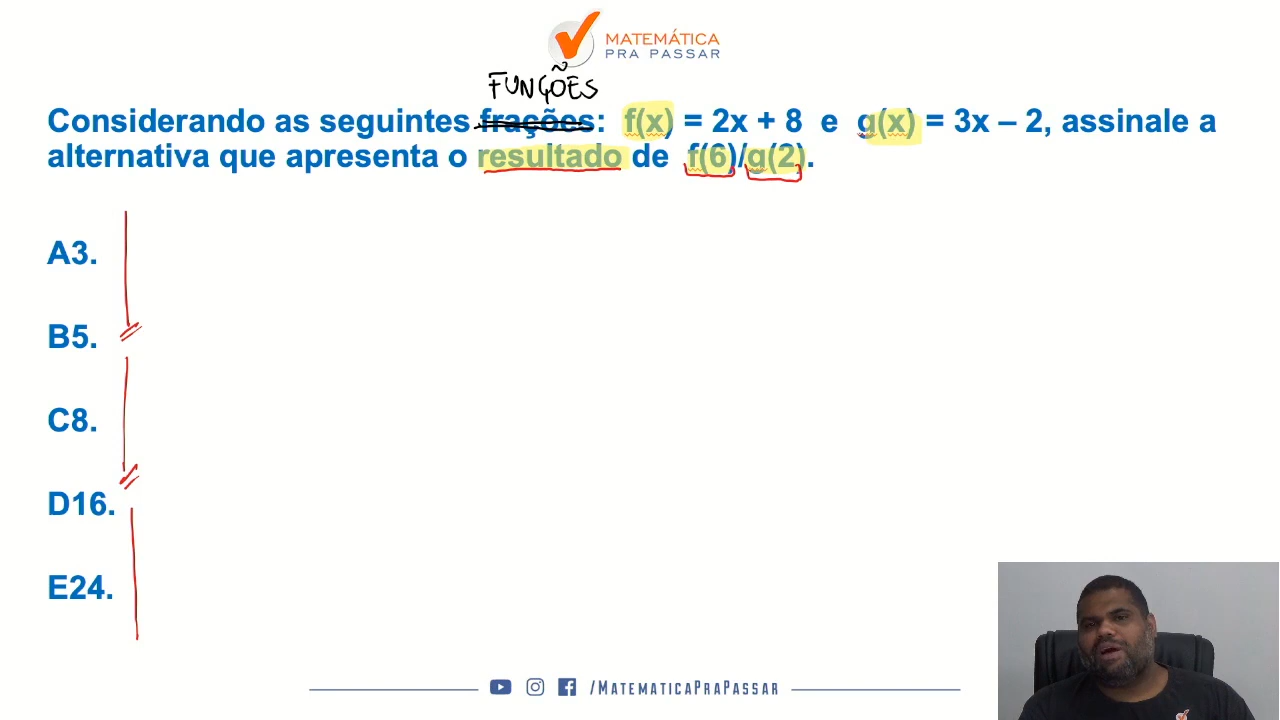 MATEMÁTICA
PRA PASSAR
FUNÇÕES
Considerando as seguintes frações: f(x) = 2x + 8 e g(x) = 3x – 2, assinale a
alternativa que apresenta o resultado de f(6)/g(2).
A3.
B5.
C8.
D16.
E24.
/MATEMATICAPRAPASSAR